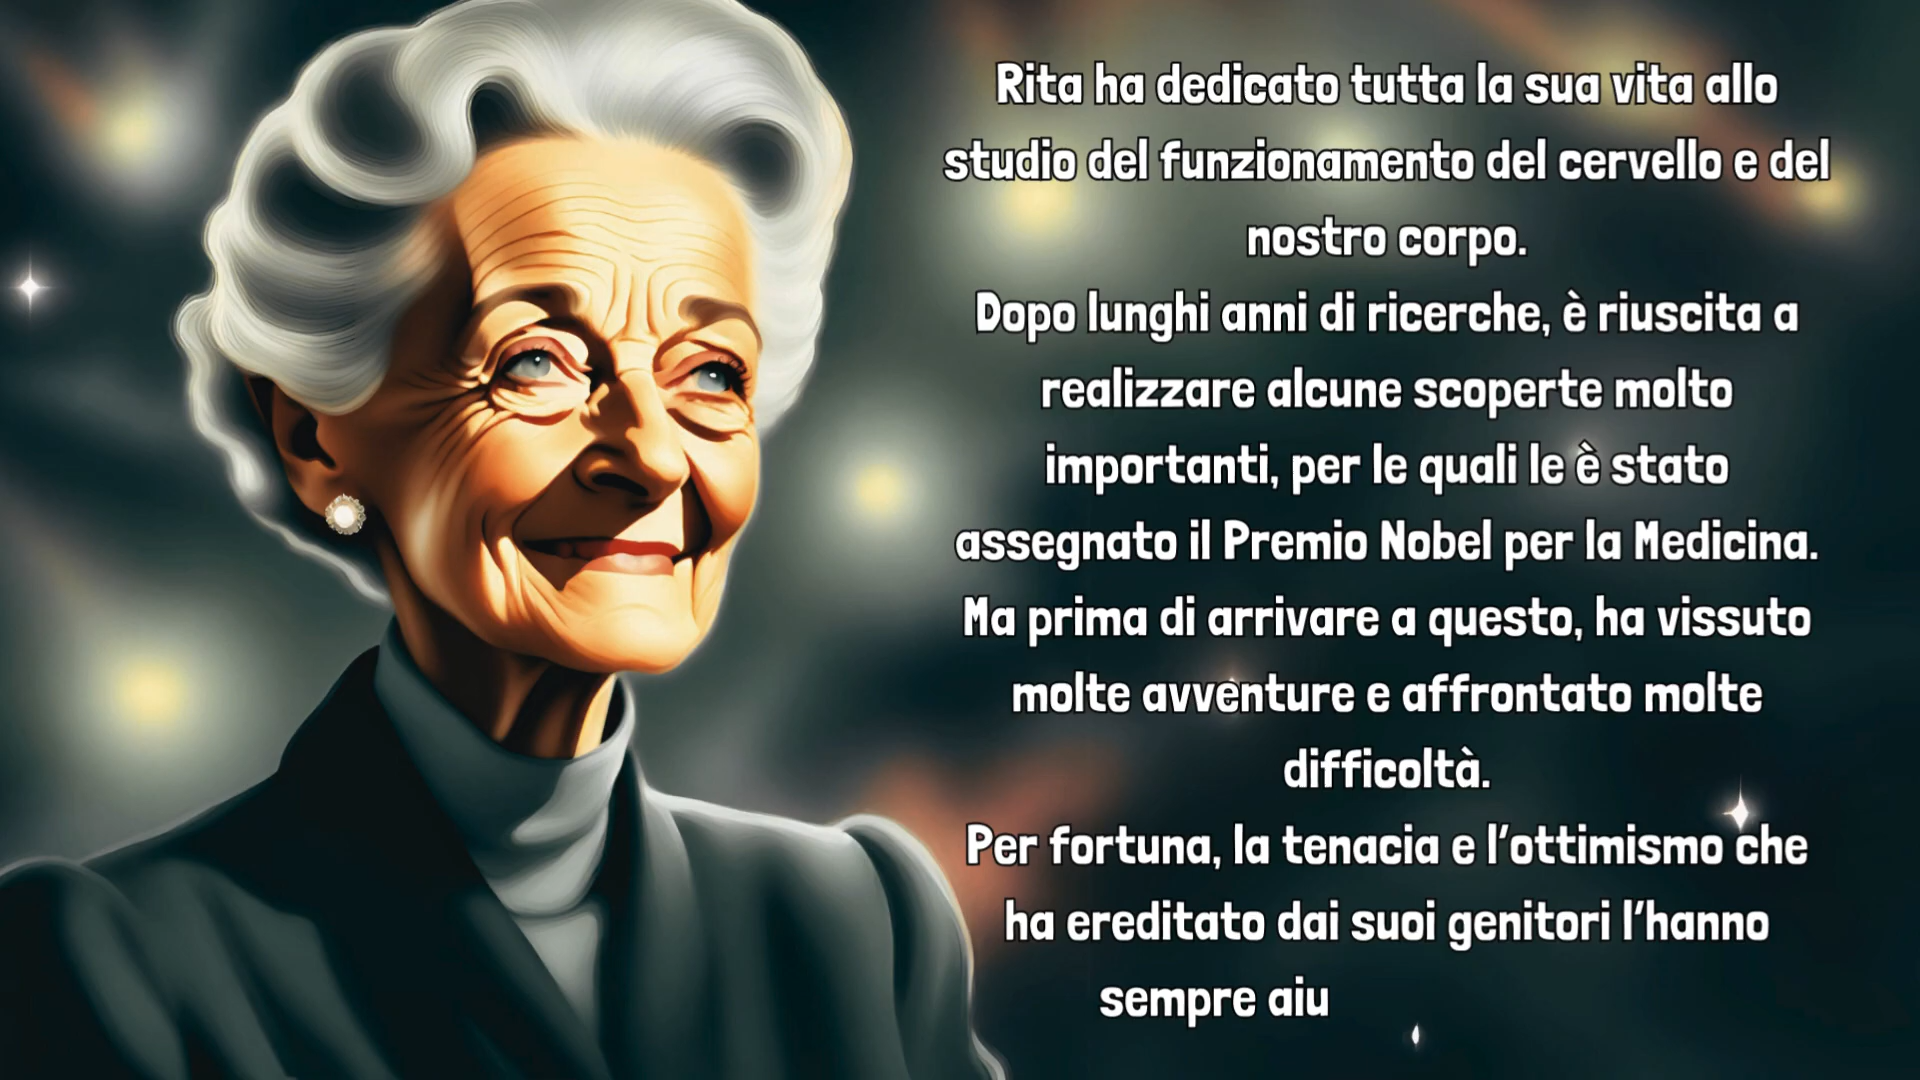 Rita ha dedicato tutta la sua vita allo
studio del funzionamento del cervello e del
nostro corpo.
Dopo lunghi anni di ricerche, è riuscita a
realizzare alcune scoperte molto
importanti, per le quali le è stato
assegnato il Premio Nobel per la Medicina.
Ma prima di arrivare a questo, ha vissuto
molte avventure e affrontato molte
difficoltà.
Per fortuna, la tenacia e l'ottimismo che
ha ereditato dai suoi genitori l'hanno
sempre aiu